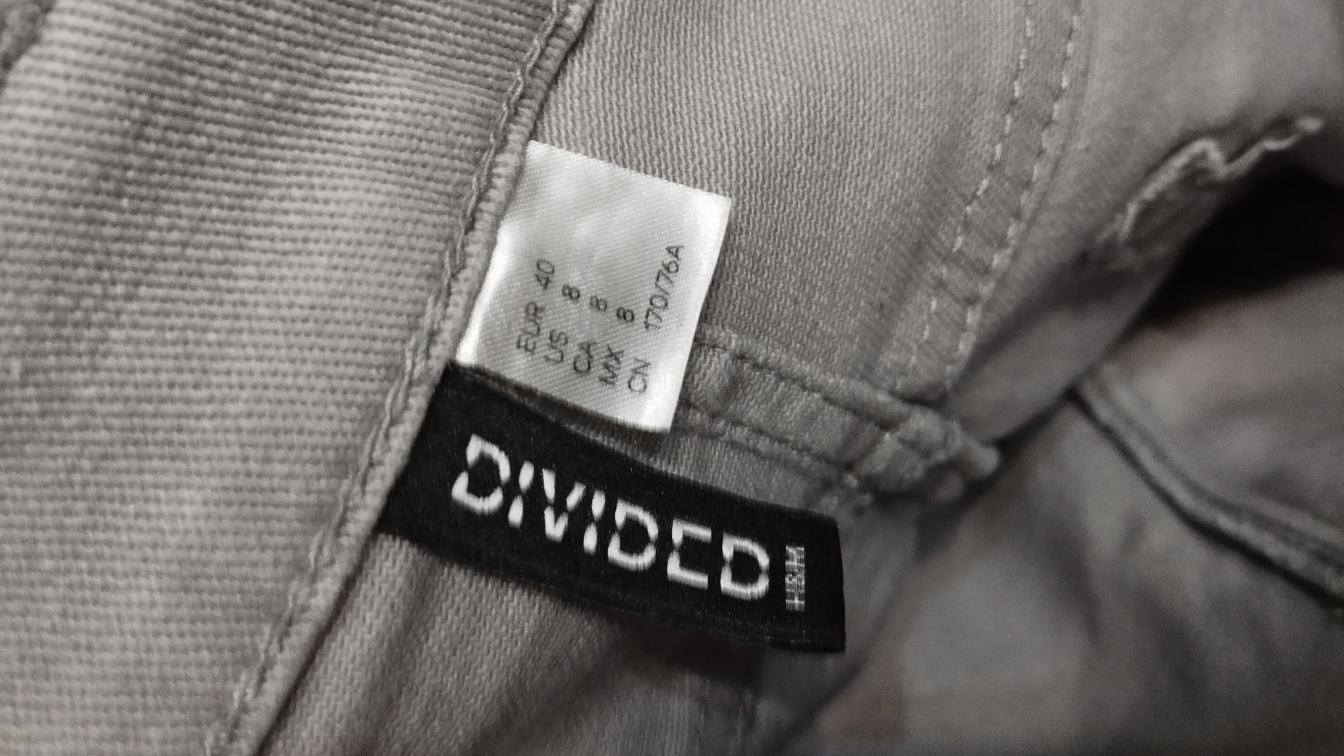 EUR 40
US 8
CA 8
MX 8
CN 170/76A
DIVIDED
H&M